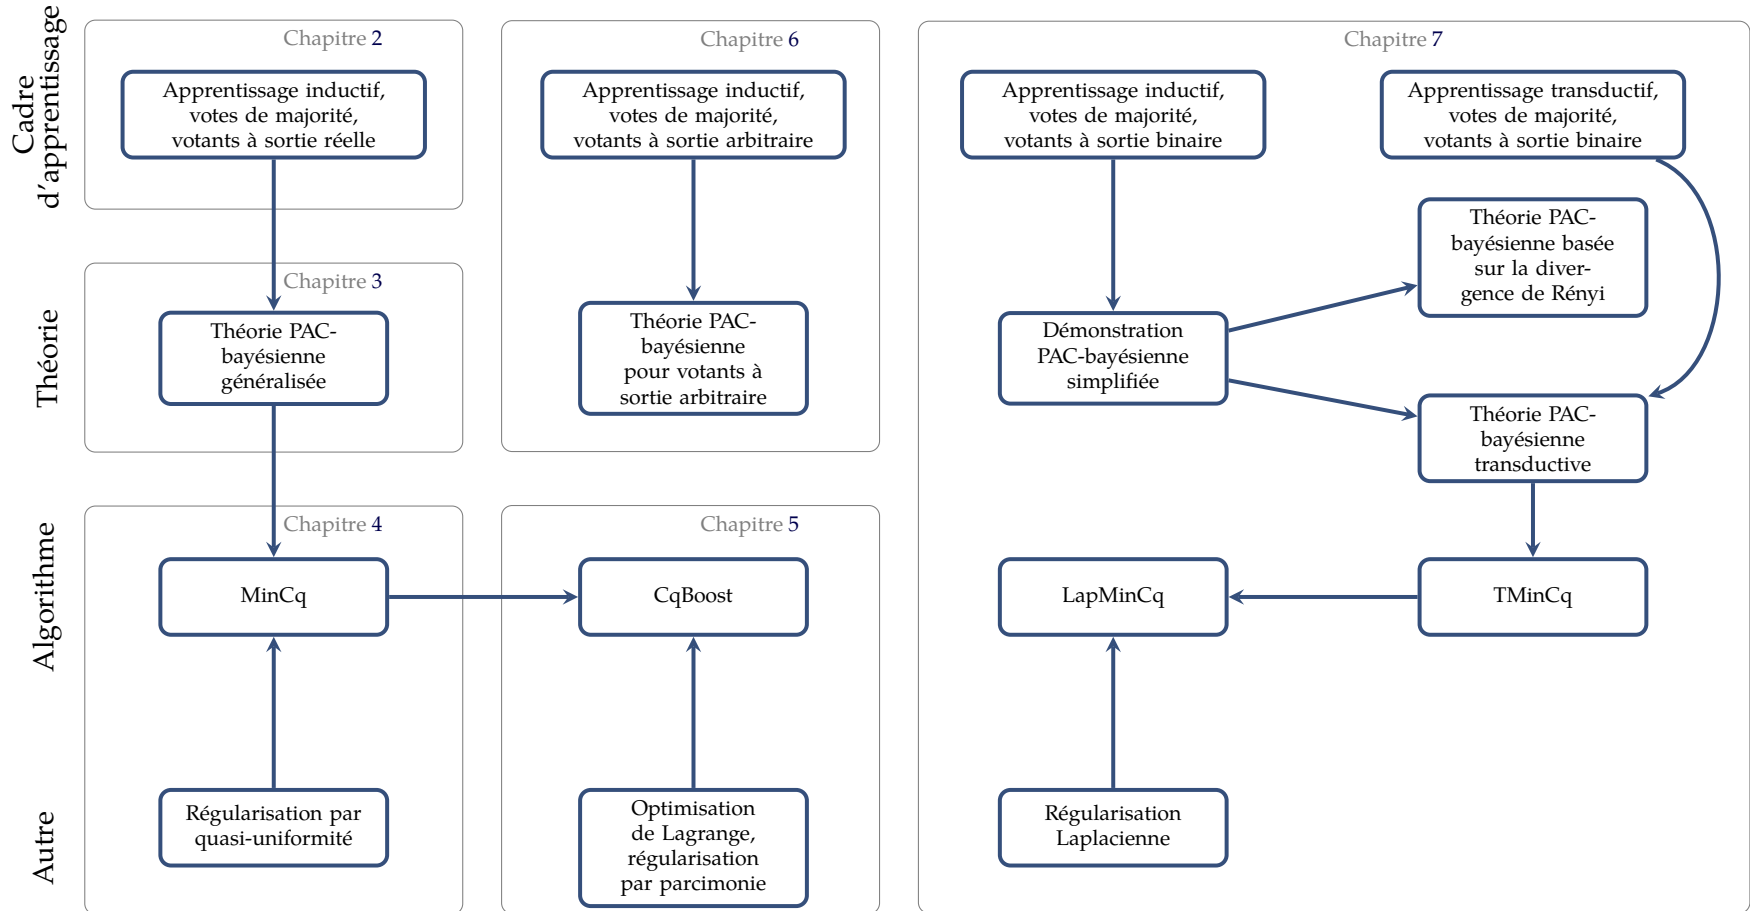 Cadre
d'apprentissage
Chapitre 2
Apprentissage inductif,
votes de majorité,
votants à sortie réelle
Chapitre 6
Apprentissage inductif,
votes de majorité,
votants à sortie arbitraire
Chapitre 7
Apprentissage inductif,
votes de majorité,
votants à sortie binaire
Apprentissage transductif,
votes de majorité,
votants à sortie binaire
Théorie
Chapitre 3
Théorie PAC-
bayésienne
généralisée
Théorie PAC-
bayésienne
pour votants à
sortie arbitraire
Démonstration
PAC-bayésienne
simplifiée
Théorie PAC-
bayésienne basée
sur la diver-
gence de Rényi
Théorie PAC-
bayésienne
transductive
Algorithme
Chapitre 4
MinCq
Chapitre 5
CqBoost
LapMinCq
TMinCq
Autre
Régularisation par
quasi-uniformité
Optimisation
de Lagrange,
régularisation
par parcimonie
Régularisation
Laplacienne